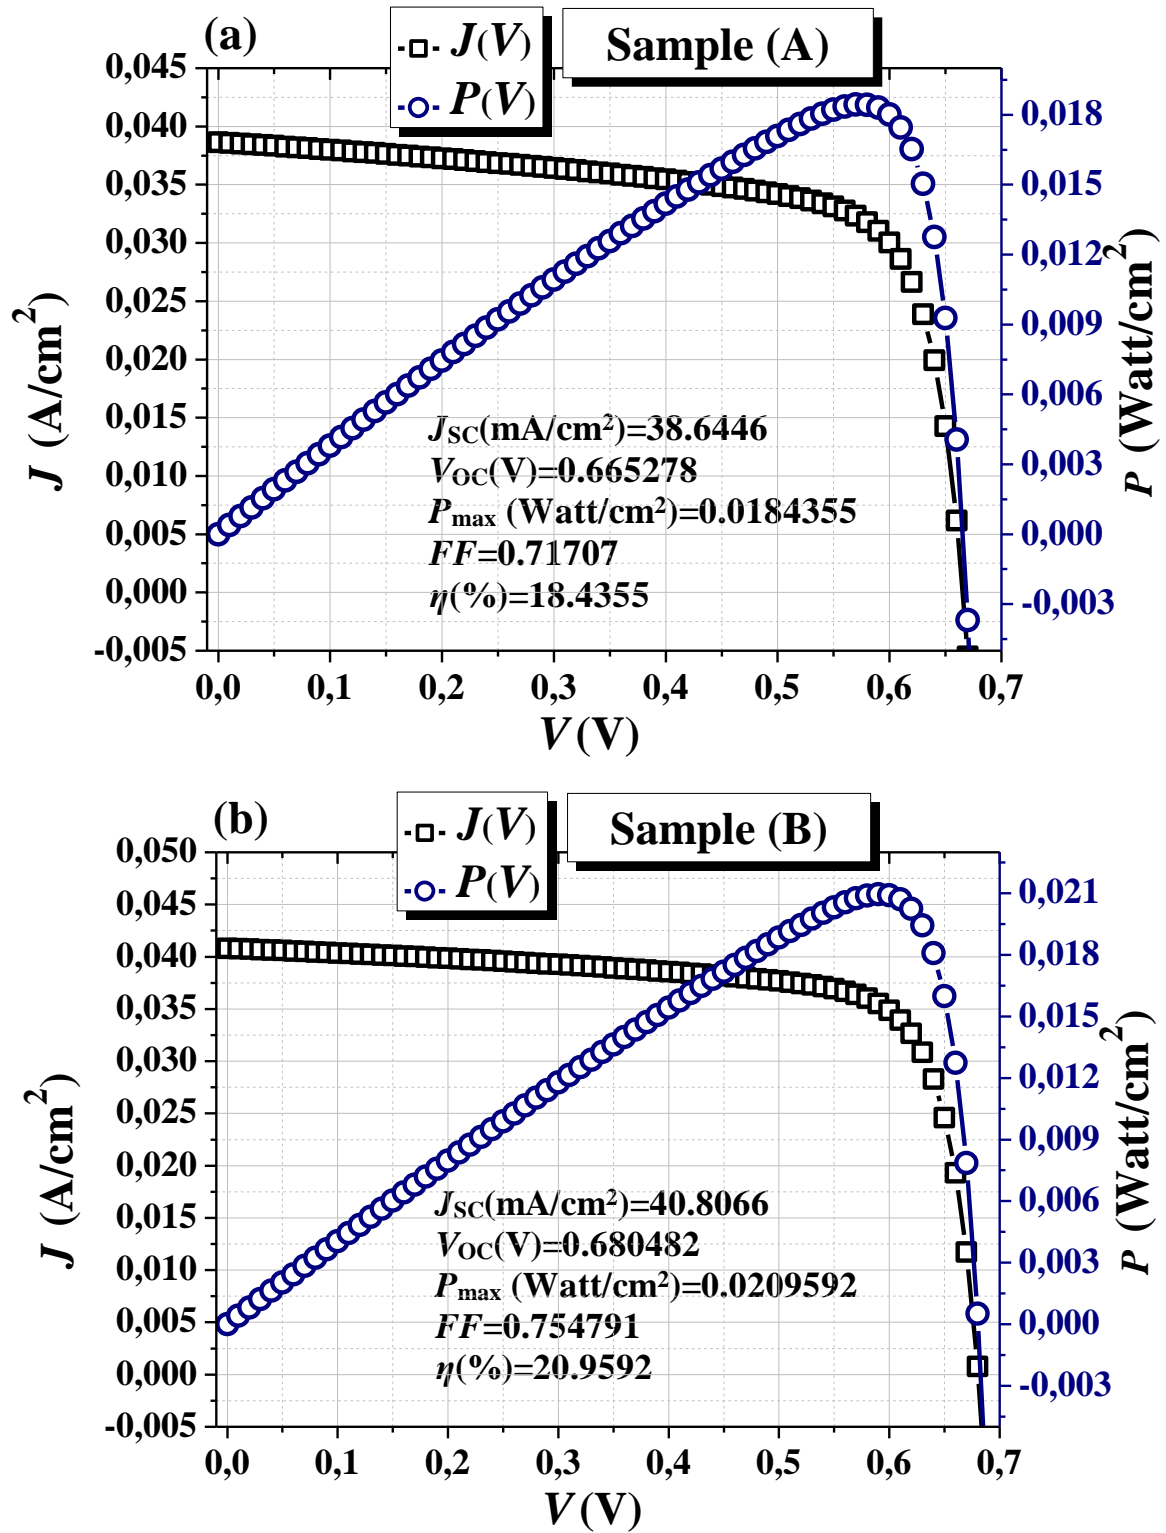 (a)
J(V)
P(V)
Sample (A)
0,045
0,040
0,035
0,030
0,025
0,020
0,015
0,010
0,005
0,000
-0,005
J (A/cm²)
0,018
0,015
0,012
0,009
0,006
0,003
0,000
-0,003
P (Watt/cm²)
J_SC(mA/cm²)=38.6446
V_OC(V)=0.665278
P_max (Watt/cm²)=0.0184355
FF=0.71707
η(%)=18.4355
0,0 0,1 0,2 0,3 0,4 0,5 0,6 0,7
V (V)
(b)
J(V)
P(V)
Sample (B)
0,050
0,045
0,040
0,035
0,030
0,025
0,020
0,015
0,010
0,005
0,000
-0,005
J (A/cm²)
0,021
0,018
0,015
0,012
0,009
0,006
0,003
0,000
-0,003
P (Watt/cm²)
J_SC(mA/cm²)=40.8066
V_OC(V)=0.680482
P_max (Watt/cm²)=0.0209592
FF=0.754791
η(%)=20.9592
0,0 0,1 0,2 0,3 0,4 0,5 0,6 0,7
V (V)